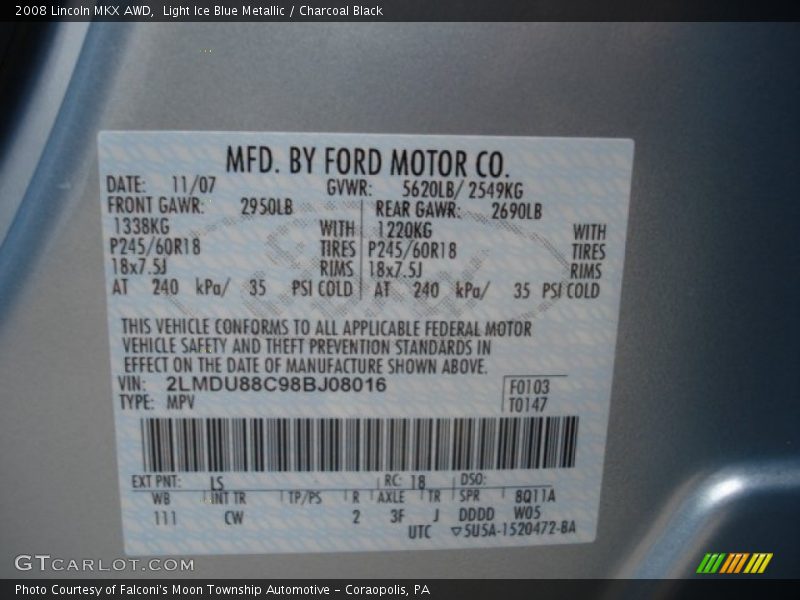 2008 Lincoln MKX AWD,  Light Ice Blue Metallic / Charcoal Black
MFD. BY FORD MOTOR CO.
DATE: 11/07 GVWR: 5620LB/ 2549KG
FRONT GAWR: 2950LB REAR GAWR: 2690LB
1338KG WITH 1220KG WITH
P245/60R18 TIRES P245/60R18 TIRES
18x7.5J RIMS 18x7.5J RIMS
AT 240 kPa/ 35 PSI COLD AT 240 kPa/ 35 PSI COLD
THIS VEHICLE CONFORMS TO ALL APPLICABLE FEDERAL MOTOR
VEHICLE SAFETY AND THEFT PREVENTION STANDARDS IN
EFFECT ON THE DATE OF MANUFACTURE SHOWN ABOVE.
VIN: 2LMDU88C98BJ08016 F0103
TYPE: MPV T0147
EXT PNT: LS RC: 18 DSO:
WB INT TR TP/PS R AXLE TR SPR 8Q11A
111 CW 2 3F J DDDD W05
UTC ▽5U5A-1520472-BA
GTCARLOT.COM
Photo Courtesy of Falconi's Moon Township Automotive – Coraopolis, PA